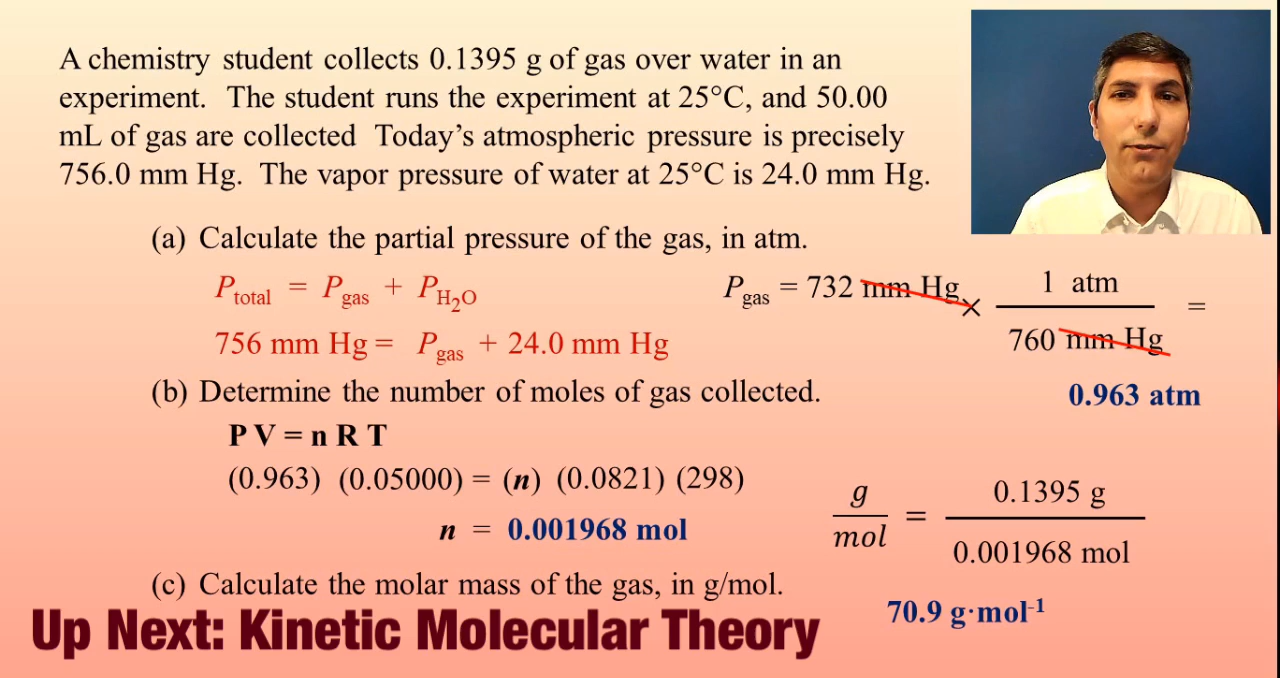 A chemistry student collects 0.1395 g of gas over water in an
experiment. The student runs the experiment at 25°C, and 50.00
mL of gas are collected Today's atmospheric pressure is precisely
756.0 mm Hg. The vapor pressure of water at 25°C is 24.0 mm Hg.
(a) Calculate the partial pressure of the gas, in atm.
P_total = P_gas + P_H₂O
756 mm Hg = P_gas + 24.0 mm Hg
P_gas = 732 mm Hg × 1 atm / 760 mm Hg =
0.963 atm
(b) Determine the number of moles of gas collected.
P V = n R T
(0.963) (0.05000) = (n) (0.0821) (298)
n = 0.001968 mol
(c) Calculate the molar mass of the gas, in g/mol.
g / mol = 0.1395 g / 0.001968 mol
70.9 g·mol⁻¹
Up Next: Kinetic Molecular Theory